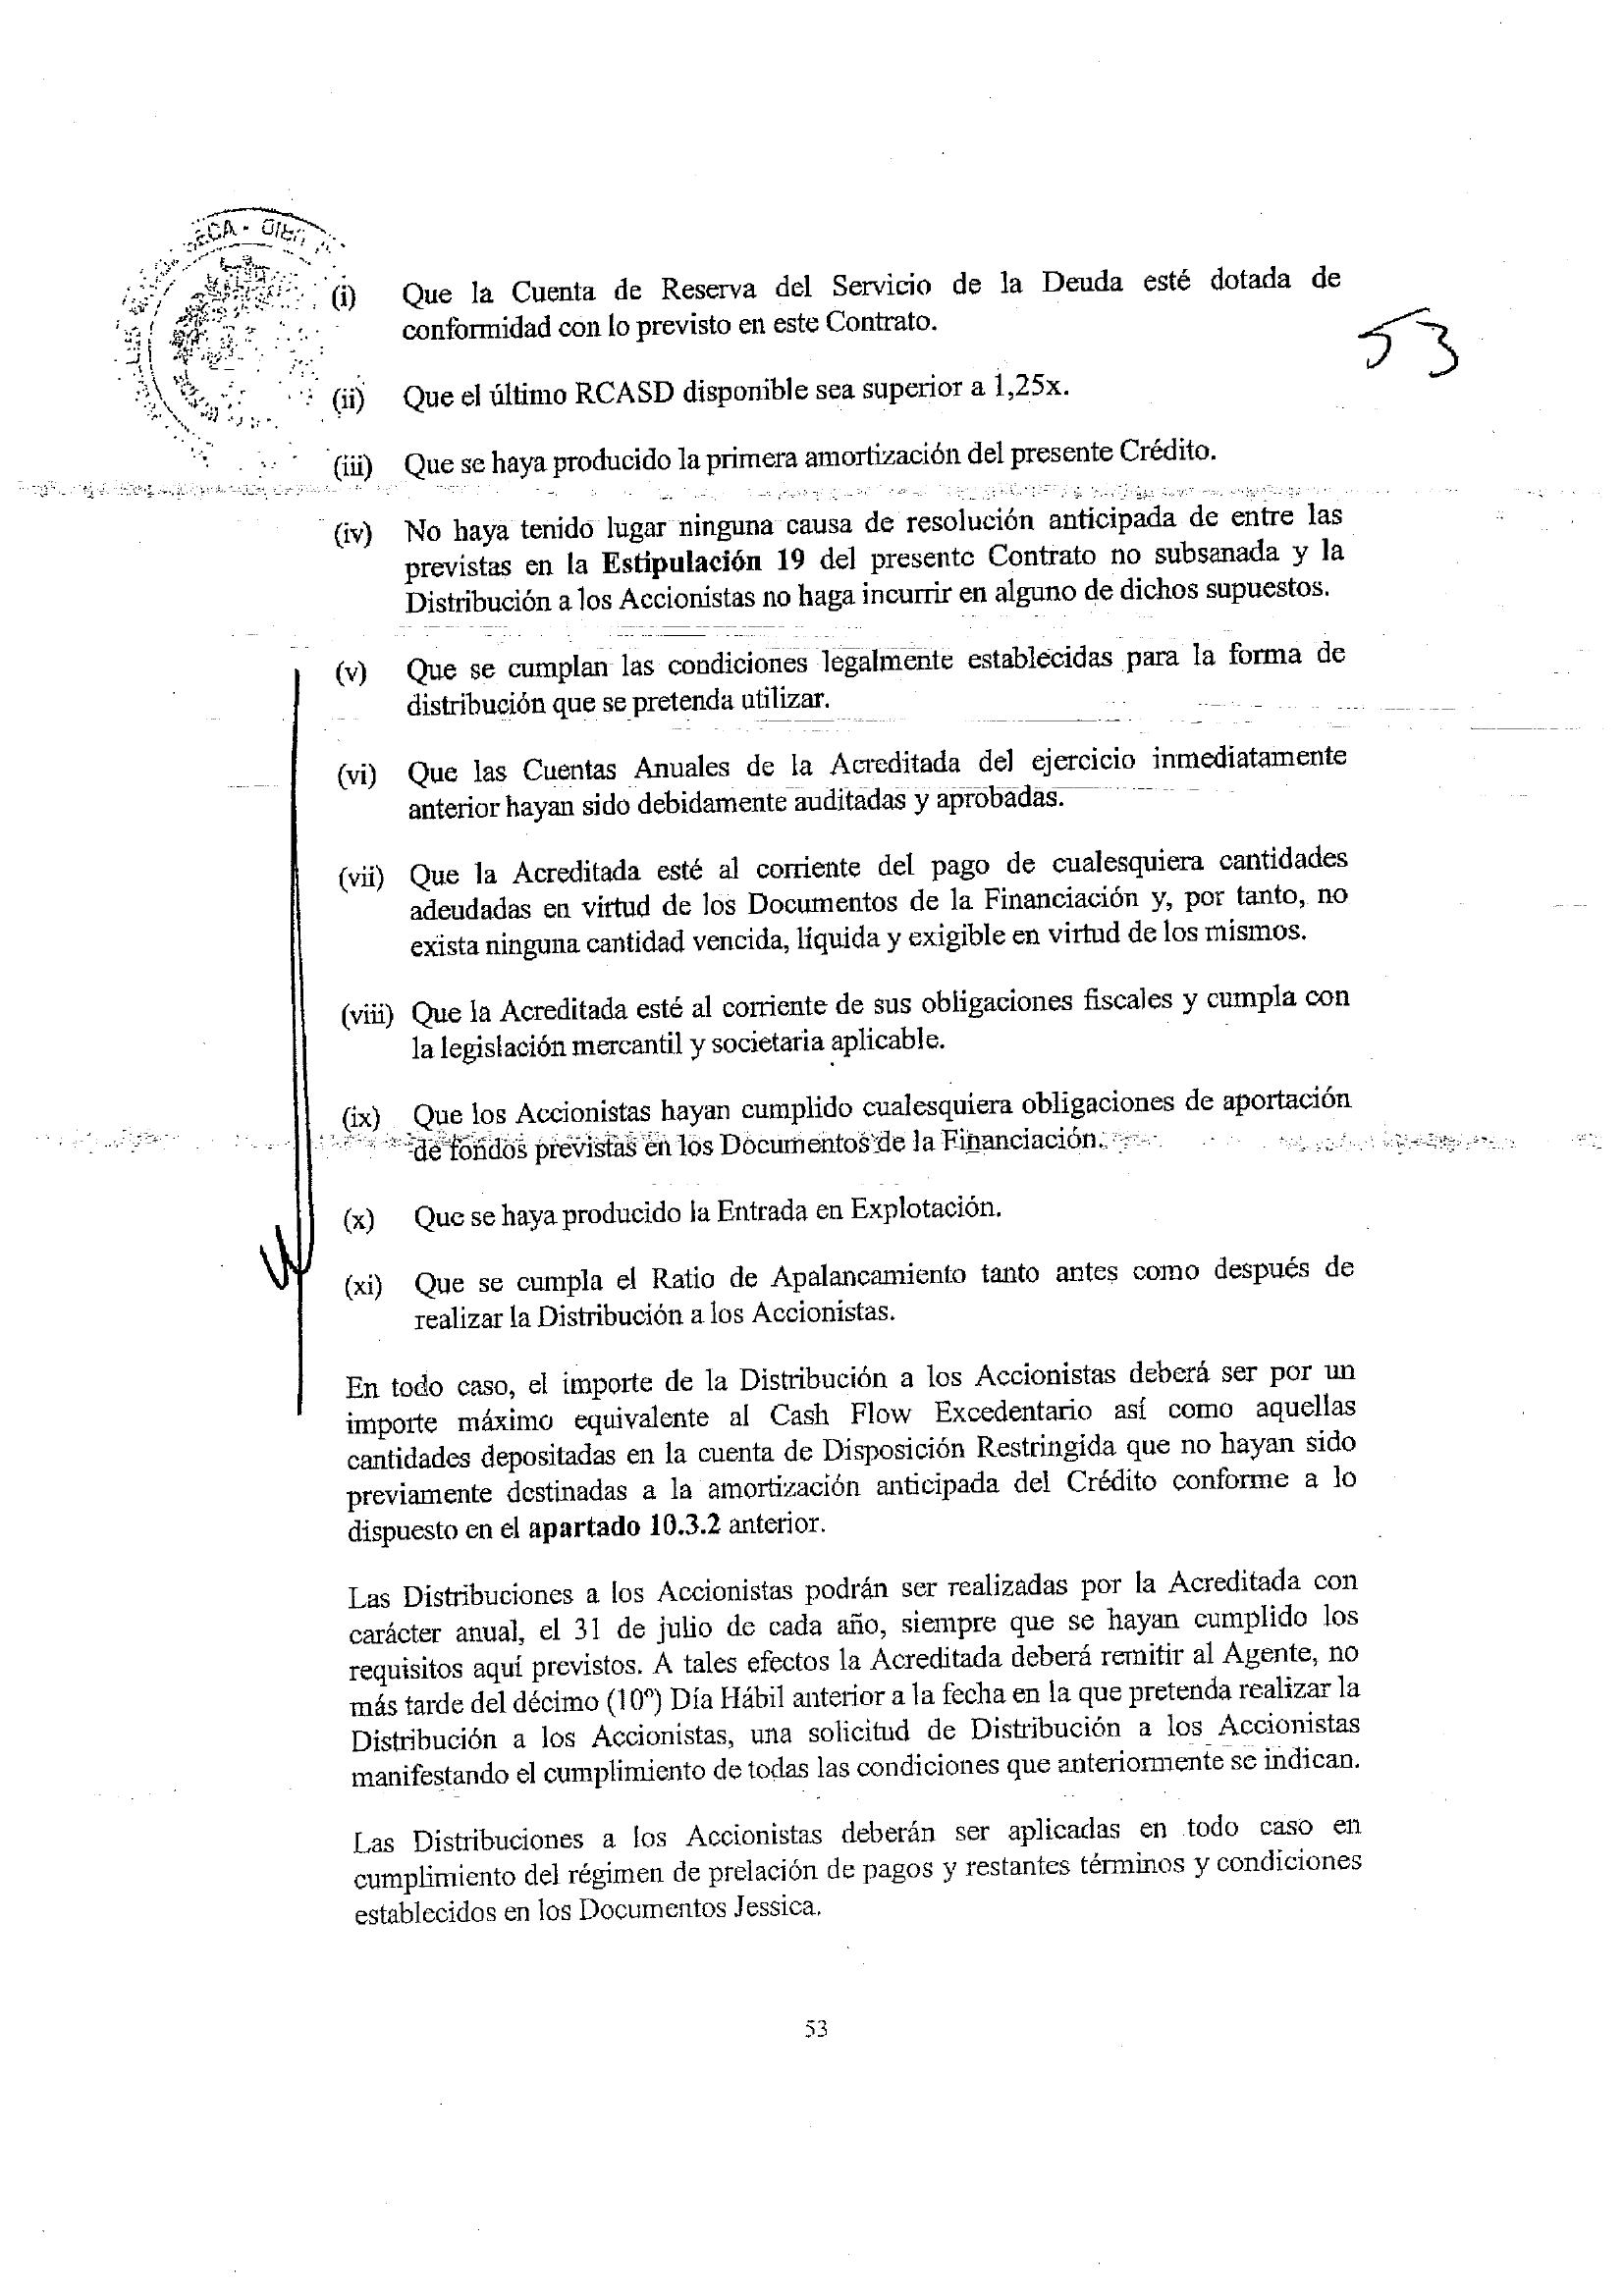 (i) Que la Cuenta de Reserva del Servicio de la Deuda esté dotada de
conformidad con lo previsto en este Contrato.
53
(ii) Que el último RCASD disponible sea superior a 1,25x.
(iii) Que se haya producido la primera amortización del presente Crédito.
(iv) No haya tenido lugar ninguna causa de resolución anticipada de entre las
previstas en la Estipulación 19 del presente Contrato no subsanada y la
Distribución a los Accionistas no haga incurrir en alguno de dichos supuestos.
(v) Que se cumplan las condiciones legalmente establecidas para la forma de
distribución que se pretenda utilizar.
(vi) Que las Cuentas Anuales de la Acreditada del ejercicio inmediatamente
anterior hayan sido debidamente auditadas y aprobadas.
(vii) Que la Acreditada esté al corriente del pago de cualesquiera cantidades
adeudadas en virtud de los Documentos de la Financiación y, por tanto, no
exista ninguna cantidad vencida, líquida y exigible en virtud de los mismos.
(viii) Que la Acreditada esté al corriente de sus obligaciones fiscales y cumpla con
la legislación mercantil y societaria aplicable.
(ix) Que los Accionistas hayan cumplido cualesquiera obligaciones de aportación
de fondos previstas en los Documentos de la Financiación.
(x) Que se haya producido la Entrada en Explotación.
(xi) Que se cumpla el Ratio de Apalancamiento tanto antes como después de
realizar la Distribución a los Accionistas.
En todo caso, el importe de la Distribución a los Accionistas deberá ser por un
importe máximo equivalente al Cash Flow Excedentario así como aquellas
cantidades depositadas en la cuenta de Disposición Restringida que no hayan sido
previamente destinadas a la amortización anticipada del Crédito conforme a lo
dispuesto en el apartado 10.3.2 anterior.
Las Distribuciones a los Accionistas podrán ser realizadas por la Acreditada con
carácter anual, el 31 de julio de cada año, siempre que se hayan cumplido los
requisitos aquí previstos. A tales efectos la Acreditada deberá remitir al Agente, no
más tarde del décimo (10º) Día Hábil anterior a la fecha en la que pretenda realizar la
Distribución a los Accionistas, una solicitud de Distribución a los Accionistas
manifestando el cumplimiento de todas las condiciones que anteriormente se indican.
Las Distribuciones a los Accionistas deberán ser aplicadas en todo caso en
cumplimiento del régimen de prelación de pagos y restantes términos y condiciones
establecidos en los Documentos Jessica.
53